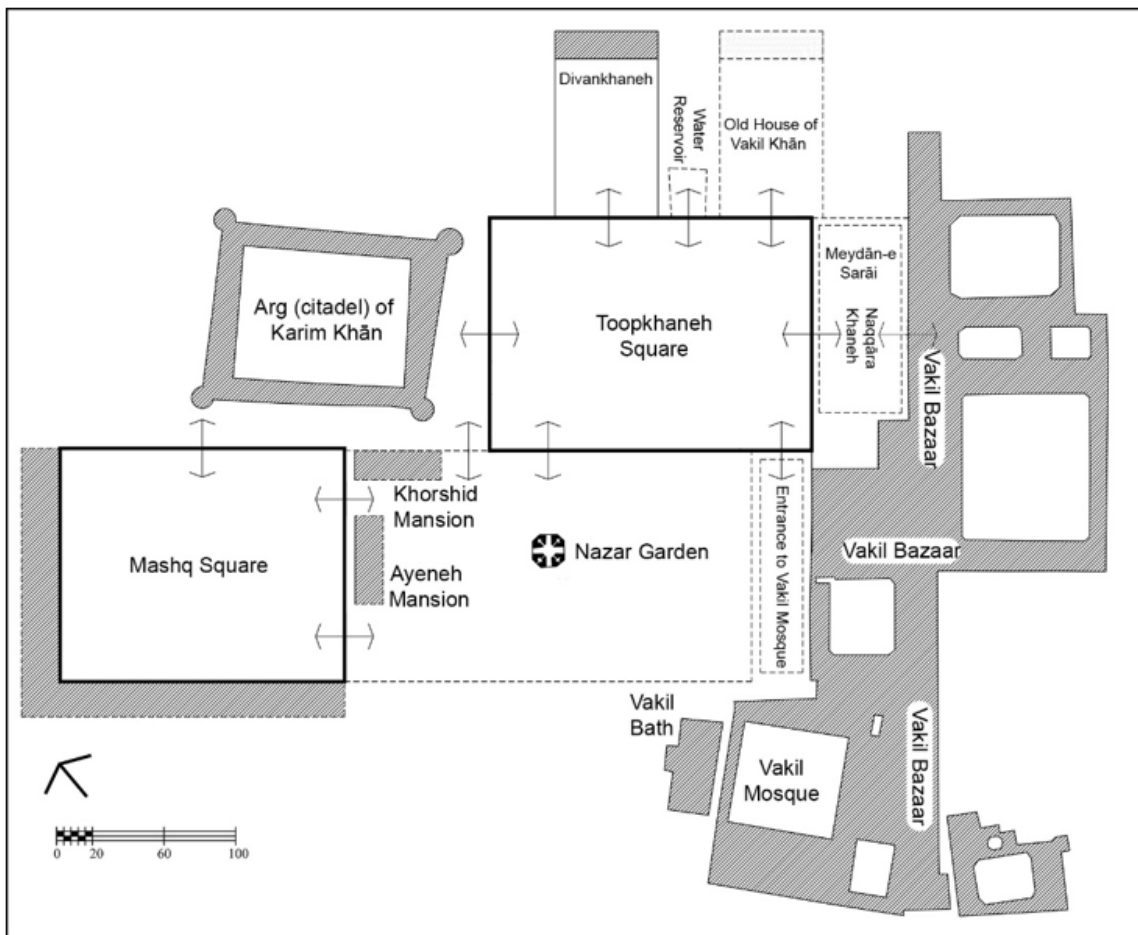 Divankhaneh
Water
Reservoir
Old House of
Vakil Khān
Arg (citadel) of
Karim Khān
Toopkhaneh
Square
Meydān-e
Sarāi
Naqqāra
Khaneh
Vakil Bazaar
Khorshid
Mansion
Mashq Square
Ayeneh
Mansion
Nazar Garden
Entrance to Vakil Mosque
Vakil Bazaar
Vakil
Bath
Vakil
Mosque
Vakil Bazaar
0 20 60 100